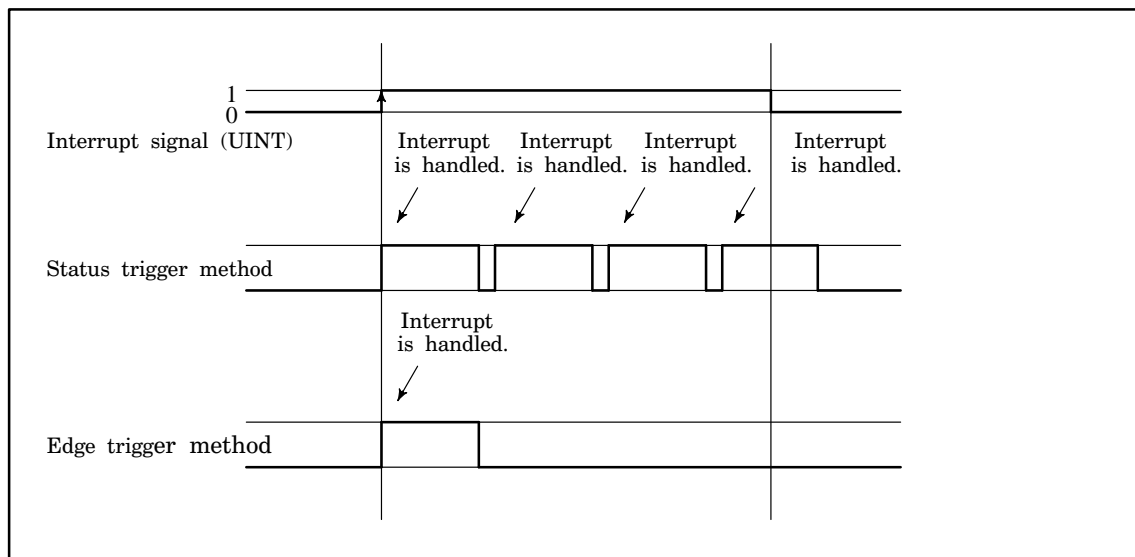 1
0
Interrupt signal (UINT)
Interrupt
is handled.
Interrupt
is handled.
Interrupt
is handled.
Interrupt
is handled.
Status trigger method
Interrupt
is handled.
Edge trigger method